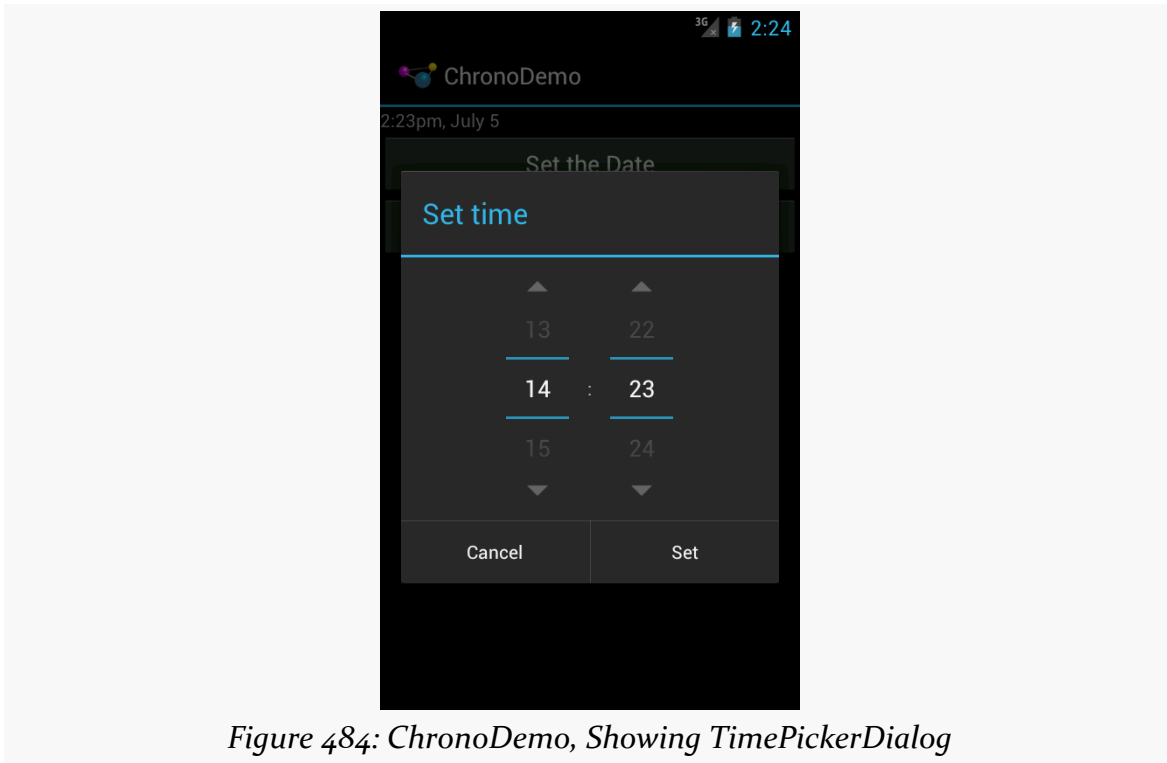 3G 2:24
ChronoDemo
2:23pm, July 5
Set the Date
Set time
13 22
14 : 23
15 24
Cancel Set
Figure 484: ChronoDemo, Showing TimePickerDialog